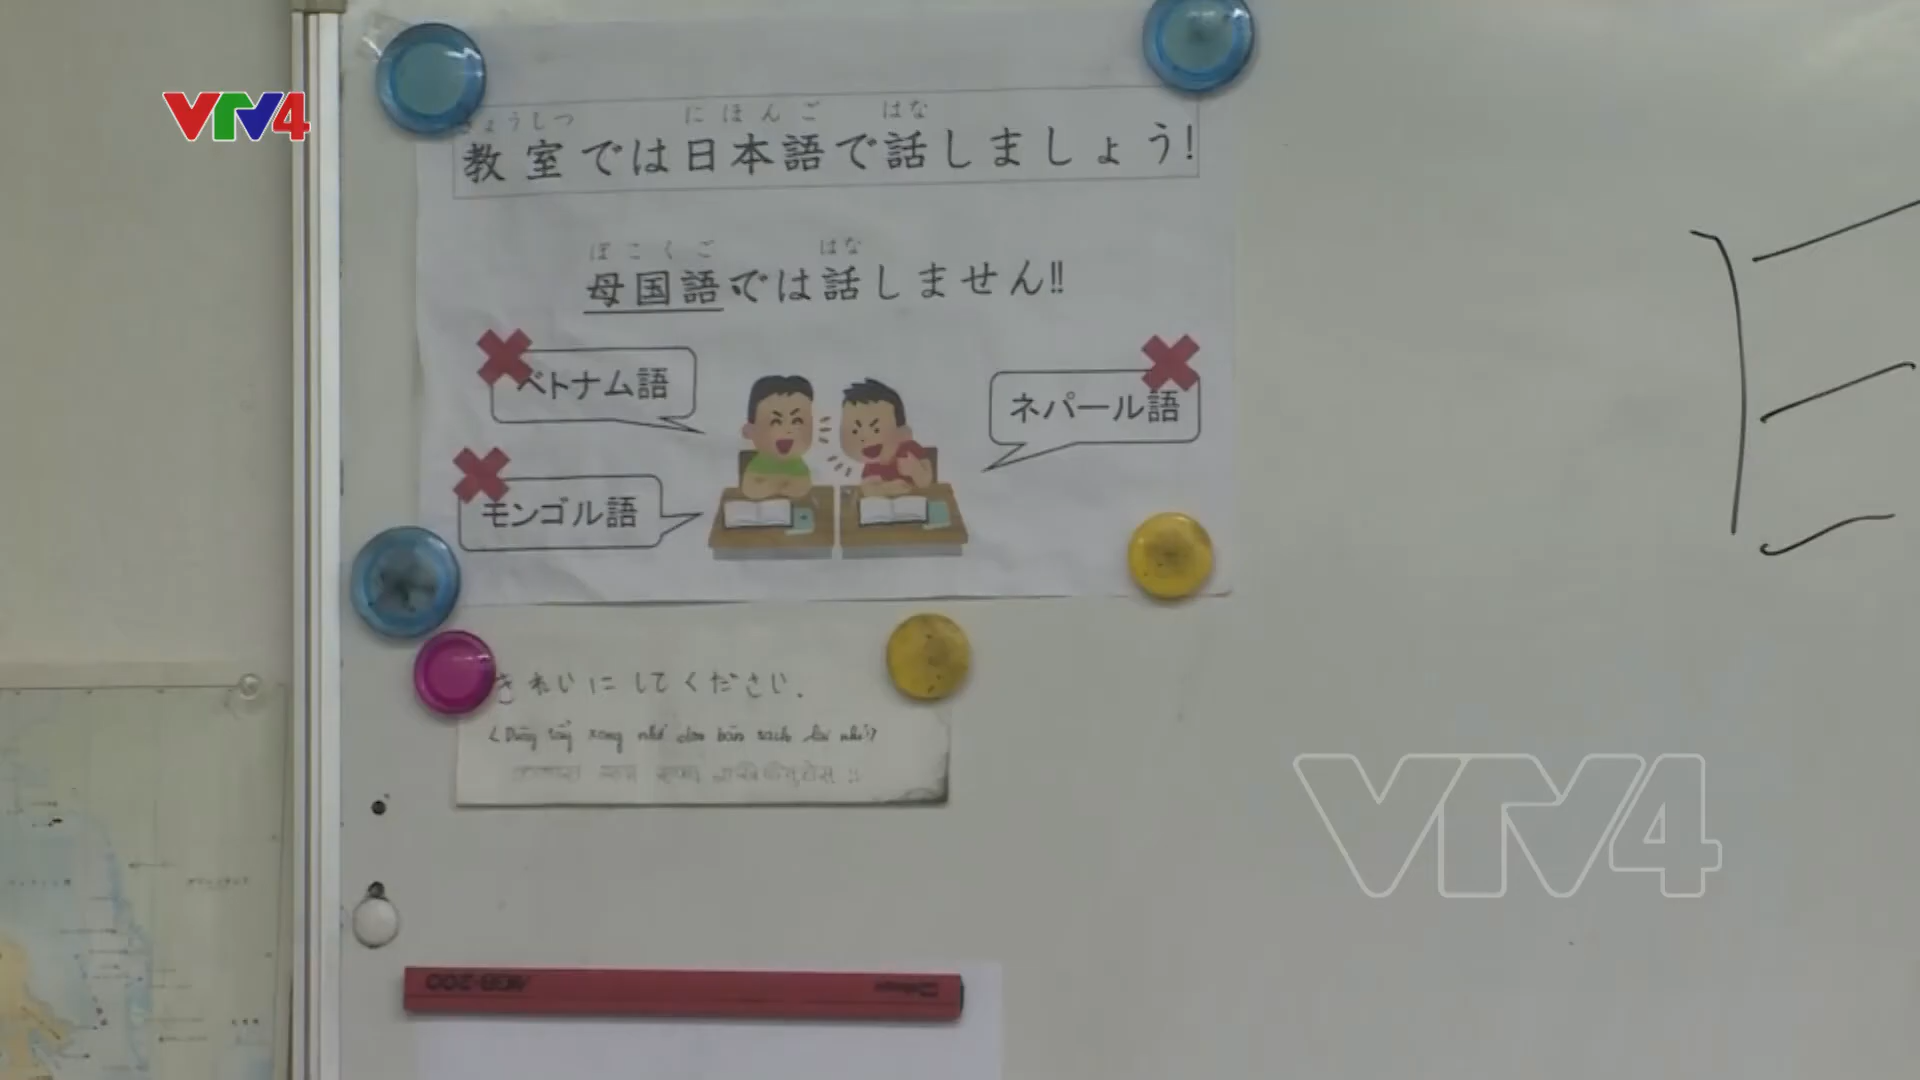 VTV4
きょうしつ にほんご はな
教室では日本語で話しましょう!
ぼこくご はな
母国語では話しません!!
ベトナム語
ネパール語
モンゴル語
きれいにしてください.
xong nhớ
VTV4